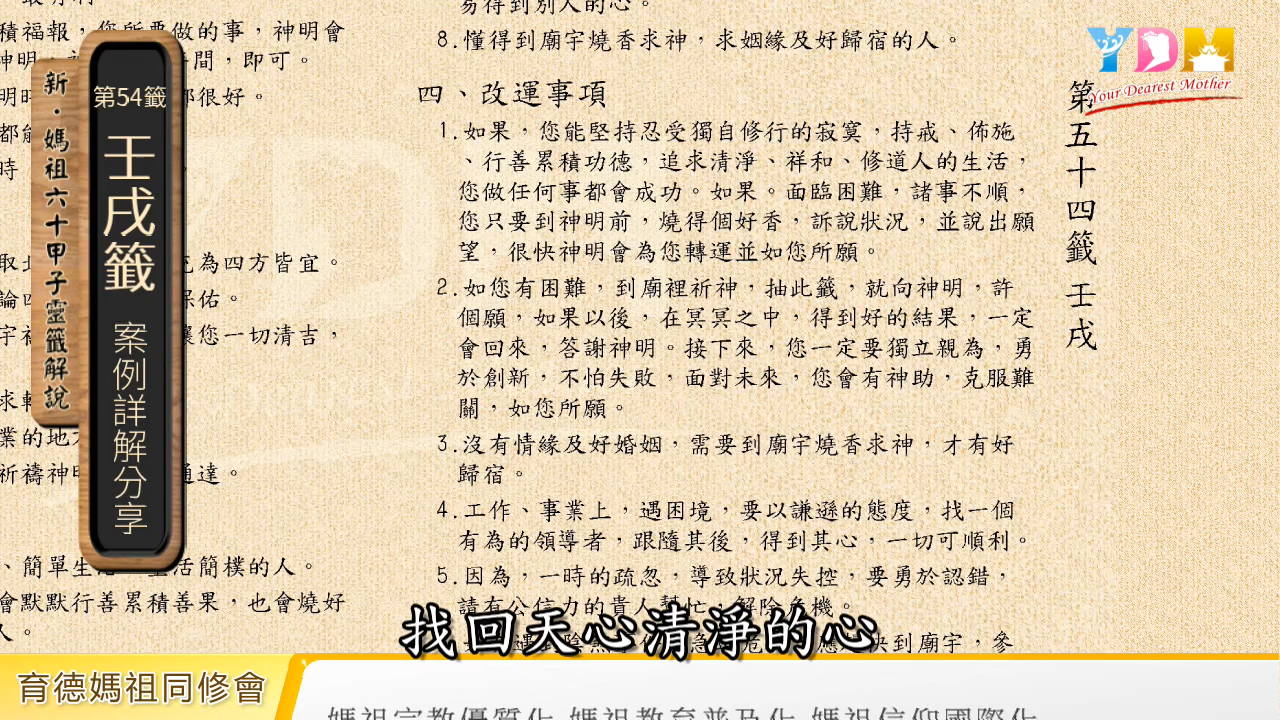 易得到別人的心。
8.懂得到廟宇燒香求神，求姻緣及好歸宿的人。
四、改運事項
1.如果，您能堅持忍受獨自修行的寂寞，持戒、佈施
、行善累積功德，追求清淨、祥和、修道人的生活，
您做任何事都會成功。如果。面臨困難，諸事不順，
您只要到神明前，燒得個好香，訴說狀況，並說出願
望，很快神明會為您轉運並如您所願。
2.如您有困難，到廟裡祈神，抽此籤，就向神明，許
個願，如果以後，在冥冥之中，得到好的結果，一定
會回來，答謝神明。接下來，您一定要獨立親為，勇
於創新，不怕失敗，面對未來，您會有神助，克服難
關，如您所願。
3.沒有情緣及好婚姻，需要到廟宇燒香求神，才有好
歸宿。
4.工作、事業上，遇困境，要以謙遜的態度，找一個
有為的領導者，跟隨其後，得到其心，一切可順利。
5.因為，一時的疏忽，導致狀況失控，要勇於認錯，
請有公信力的貴人幫忙，解除危機。
快到廟宇，參
第五十四籤 壬戌
YDM
Your Dearest Mother
積福報，您所要做的事，神明會
間，即可。
都很好。
充為四方皆宜。
保佑。
讓您一切清吉，
業的地方
祈禱神明
通達。
、簡單生活
活簡樸的人。
會默默行善累積善果，也會燒好
人。
新．媽祖六十甲子靈籤解說
第54籤
壬戌籤
案例詳解分享
找回天心清淨的心
育德媽祖同修會
媽祖宗教優質化 媽祖教育普及化 媽祖信仰國際化